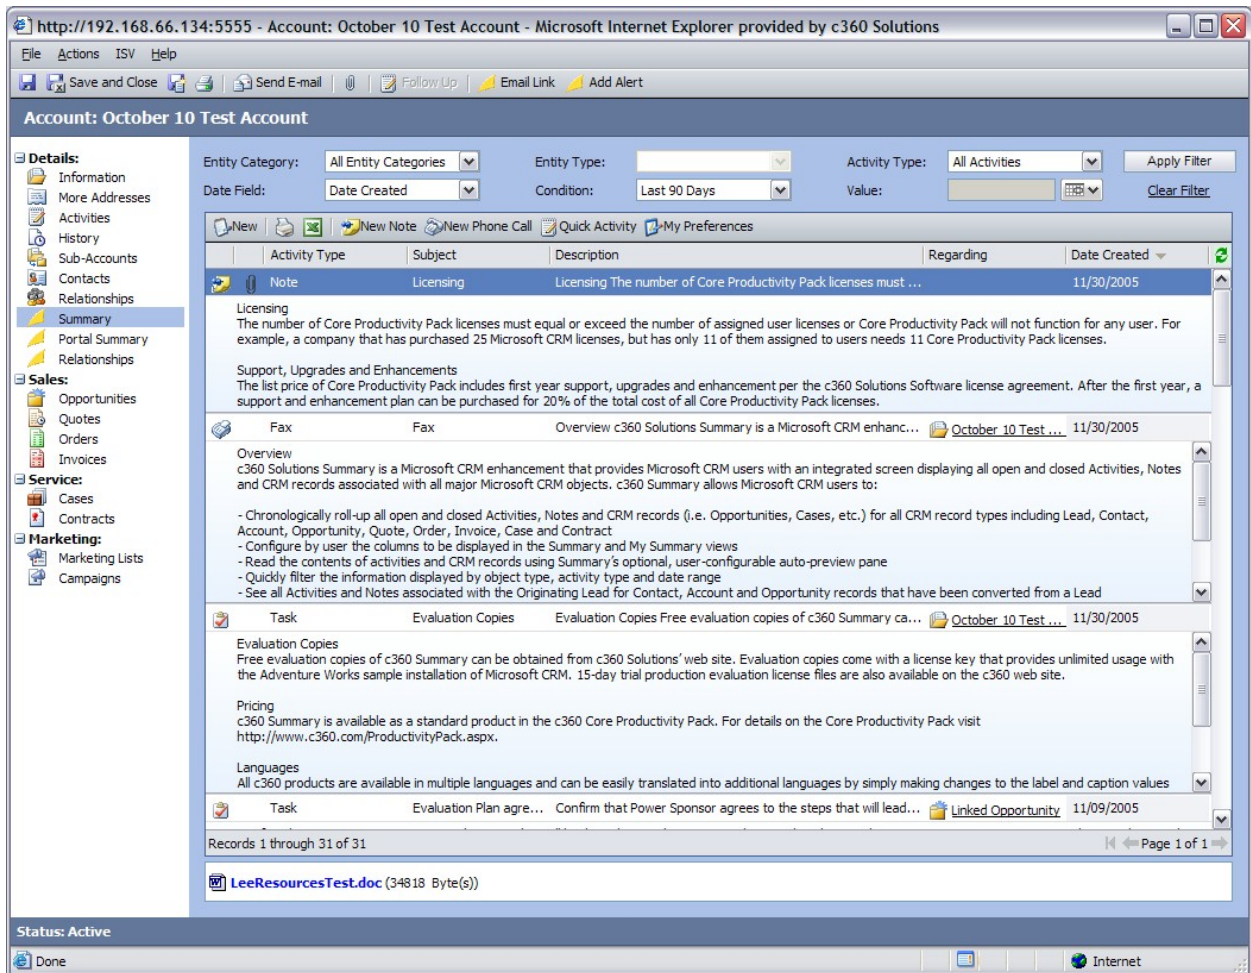 http://192.168.66.134:5555 - Account: October 10 Test Account - Microsoft Internet Explorer provided by c360 Solutions
File Actions ISV Help
Save and Close Send E-mail Follow Up Email Link Add Alert
Account: October 10 Test Account
Details:
Information
More Addresses
Activities
History
Sub-Accounts
Contacts
Relationships
Summary
Portal Summary
Relationships
Sales:
Opportunities
Quotes
Orders
Invoices
Service:
Cases
Contracts
Marketing:
Marketing Lists
Campaigns
Entity Category: All Entity Categories Entity Type: Activity Type: All Activities Apply Filter
Date Field: Date Created Condition: Last 90 Days Value: Clear Filter
New New Note New Phone Call Quick Activity My Preferences
Activity Type Subject Description Regarding Date Created
Note Licensing Licensing The number of Core Productivity Pack licenses must ... 11/30/2005
Licensing
The number of Core Productivity Pack licenses must equal or exceed the number of assigned user licenses or Core Productivity Pack will not function for any user. For
example, a company that has purchased 25 Microsoft CRM licenses, but has only 11 of them assigned to users needs 11 Core Productivity Pack licenses.
Support, Upgrades and Enhancements
The list price of Core Productivity Pack includes first year support, upgrades and enhancement per the c360 Solutions Software license agreement. After the first year, a
support and enhancement plan can be purchased for 20% of the total cost of all Core Productivity Pack licenses.
Fax Fax Overview c360 Solutions Summary is a Microsoft CRM enhanc... October 10 Test ... 11/30/2005
Overview
c360 Solutions Summary is a Microsoft CRM enhancement that provides Microsoft CRM users with an integrated screen displaying all open and closed Activities, Notes
and CRM records associated with all major Microsoft CRM objects. c360 Summary allows Microsoft CRM users to:
- Chronologically roll-up all open and closed Activities, Notes and CRM records (i.e. Opportunities, Cases, etc.) for all CRM record types including Lead, Contact,
Account, Opportunity, Quote, Order, Invoice, Case and Contract
- Configure by user the columns to be displayed in the Summary and My Summary views
- Read the contents of activities and CRM records using Summary's optional, user-configurable auto-preview pane
- Quickly filter the information displayed by object type, activity type and date range
- See all Activities and Notes associated with the Originating Lead for Contact, Account and Opportunity records that have been converted from a Lead
Task Evaluation Copies Evaluation Copies Free evaluation copies of c360 Summary ca... October 10 Test ... 11/30/2005
Evaluation Copies
Free evaluation copies of c360 Summary can be obtained from c360 Solutions' web site. Evaluation copies come with a license key that provides unlimited usage with
the Adventure Works sample installation of Microsoft CRM. 15-day trial production evaluation license files are also available on the c360 web site.
Pricing
c360 Summary is available as a standard product in the c360 Core Productivity Pack. For details on the Core Productivity Pack visit
http://www.c360.com/ProductivityPack.aspx.
Languages
All c360 products are available in multiple languages and can be easily translated into additional languages by simply making changes to the label and caption values
Task Evaluation Plan agre... Confirm that Power Sponsor agrees to the steps that will lead... Linked Opportunity 11/09/2005
Records 1 through 31 of 31 Page 1 of 1
LeeResourcesTest.doc (34818 Byte(s))
Status: Active
Done Internet